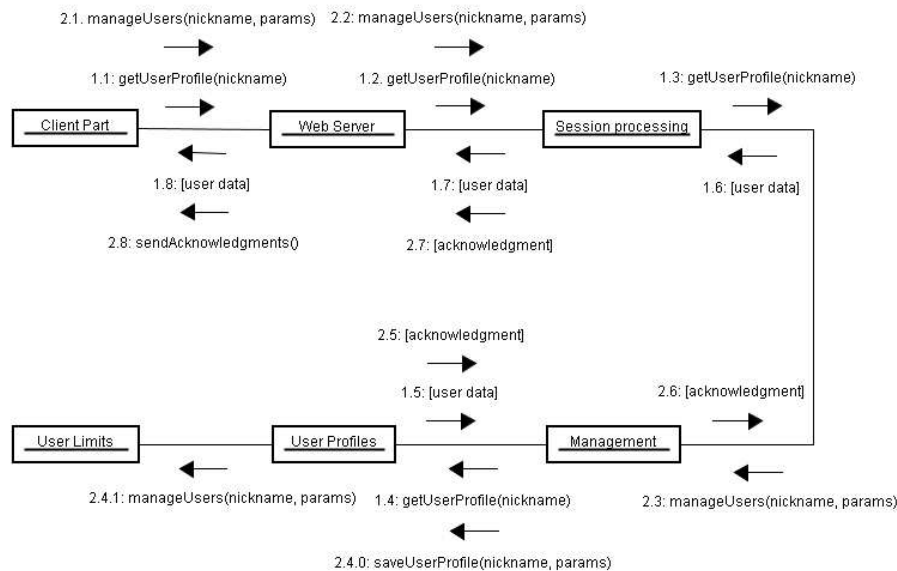 2.1. manageUsers(nickname, params)
2.2: manageUsers(nickname, params)
1.1: getUserProfile(nickname)
1.2. getUserProfile(nickname)
1.3: getUserProfile(nickname)
Client Part
Web Server
Session processing
1.8: [user data]
1.7: [user data]
1.6: [user data]
2.8: sendAcknowledgments()
2.7: [acknowledgment]
2.5: [acknowledgment]
1.5: [user data]
2.6: [acknowledgment]
User Limits
User Profiles
Management
2.4.1: manageUsers(nickname, params)
1.4: getUserProfile(nickname)
2.3: manageUsers(nickname, params)
2.4.0: saveUserProfile(nickname, params)